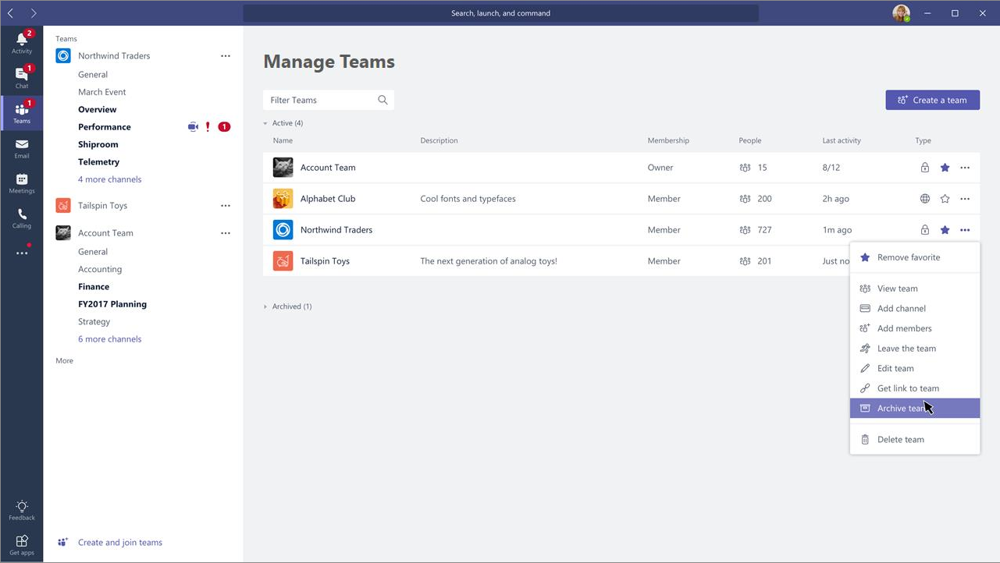 Search, launch, and command
2
Activity
1
Chat
1
Teams
Email
Meetings
Calling
Feedback
Get apps
Teams
Northwind Traders
General
March Event
Overview
Performance ! 1
Shiproom
Telemetry
4 more channels
Tailspin Toys
Account Team
General
Accounting
Finance
FY2017 Planning
Strategy
6 more channels
More
Create and join teams
Manage Teams
Filter Teams
Create a team
Active (4)
Name Description Membership People Last activity Type
Account Team Owner 15 8/12
Alphabet Club Cool fonts and typefaces Member 200 2h ago
Northwind Traders Member 727 1m ago
Tailspin Toys The next generation of analog toys! Member 201 Just no
Archived (1)
Remove favorite
View team
Add channel
Add members
Leave the team
Edit team
Get link to team
Archive team
Delete team